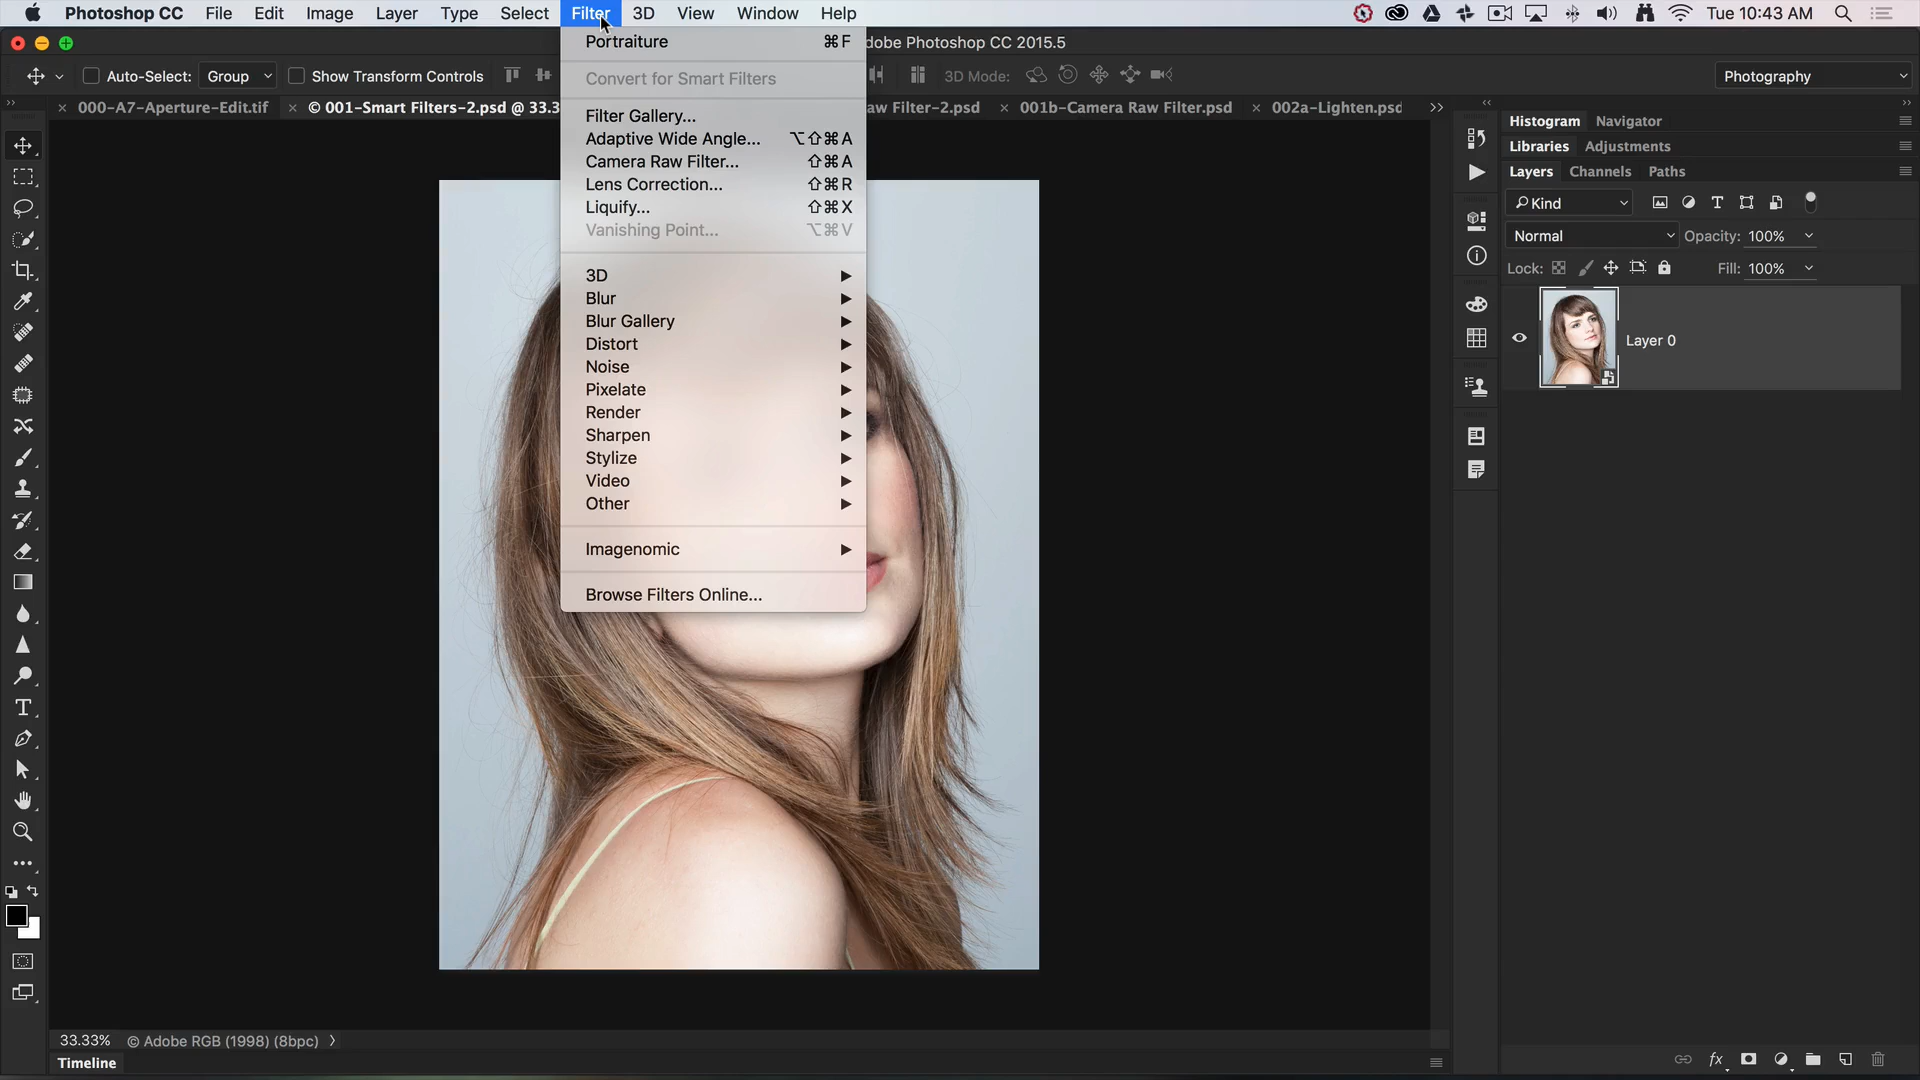 Photoshop CC File Edit Image Layer Type Select Filter 3D View Window Help Tue 10:43 AM
dobe Photoshop CC 2015.5
Auto-Select: Group Show Transform Controls 3D Mode: Photography
000-A7-Aperture-Edit.tif © 001-Smart Filters-2.psd @ 33.3 aw Filter-2.psd 001b-Camera Raw Filter.psd 002a-Lighten.psd
Portraiture ⌘F
Convert for Smart Filters
Filter Gallery...
Adaptive Wide Angle... ⌥⇧⌘A
Camera Raw Filter... ⇧⌘A
Lens Correction... ⇧⌘R
Liquify... ⇧⌘X
Vanishing Point... ⌥⌘V
3D
Blur
Blur Gallery
Distort
Noise
Pixelate
Render
Sharpen
Stylize
Video
Other
Imagenomic
Browse Filters Online...
Histogram Navigator
Libraries Adjustments
Layers Channels Paths
Kind
Normal Opacity: 100%
Lock: Fill: 100%
Layer 0
33.33% © Adobe RGB (1998) (8bpc)
Timeline
fx